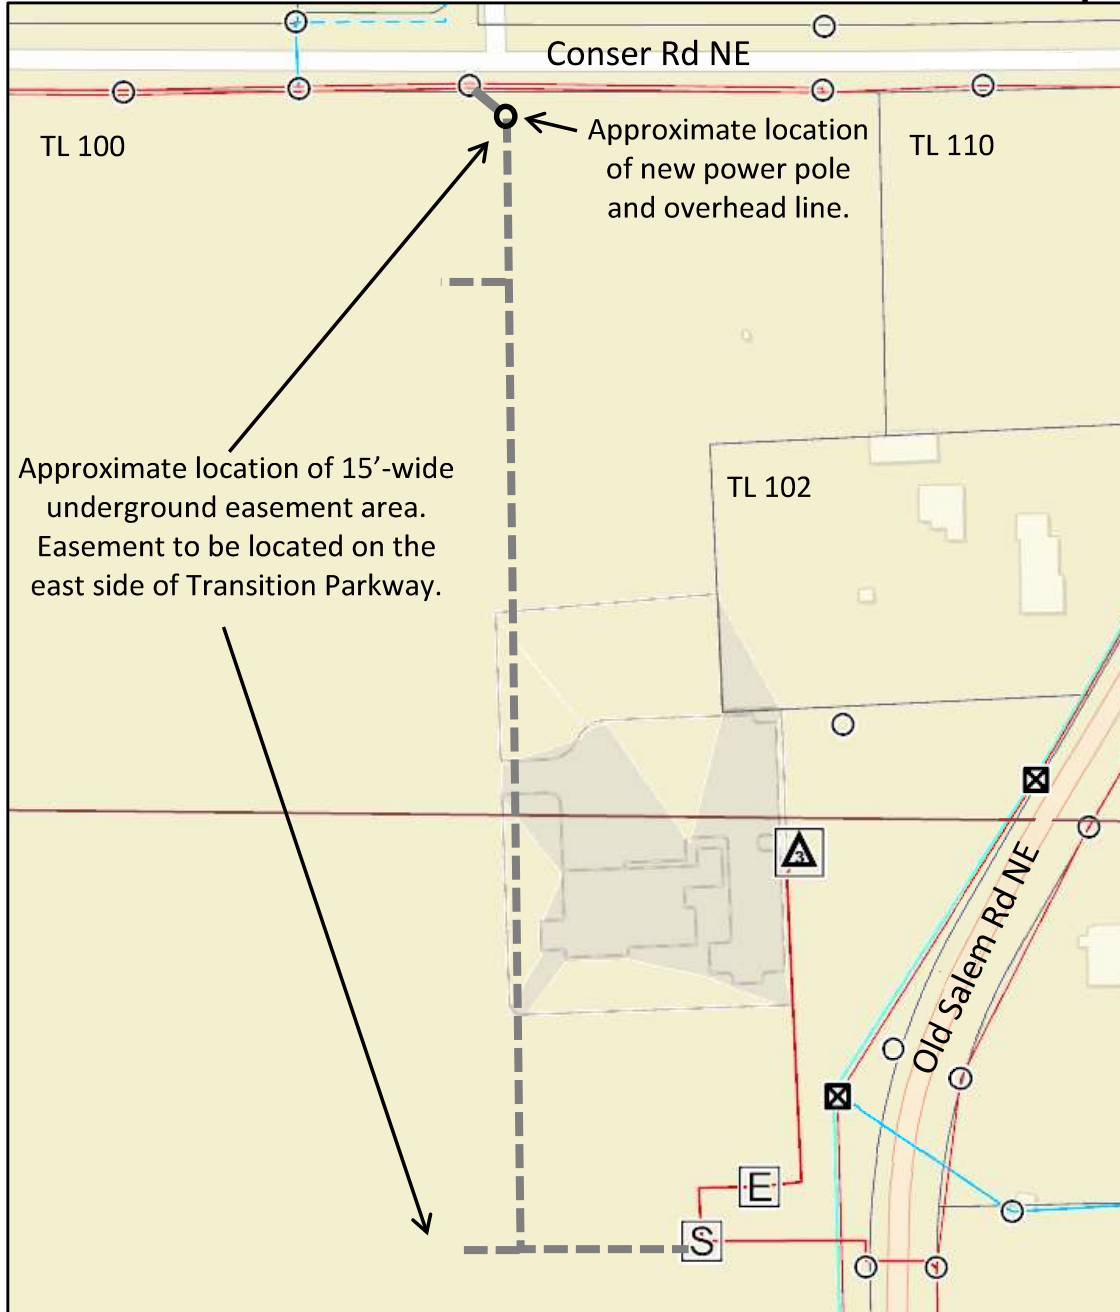 Conser Rd NE
TL 100
Approximate location
of new power pole
and overhead line.
TL 110
Approximate location of 15’-wide
underground easement area.
Easement to be located on the
east side of Transition Parkway.
TL 102
3
Old Salem Rd NE
E
S